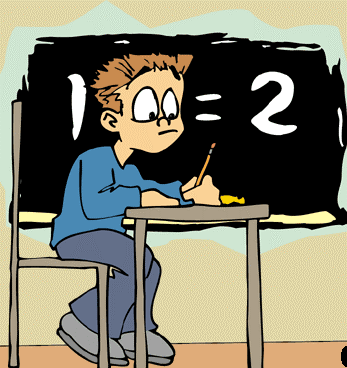 1 = 2